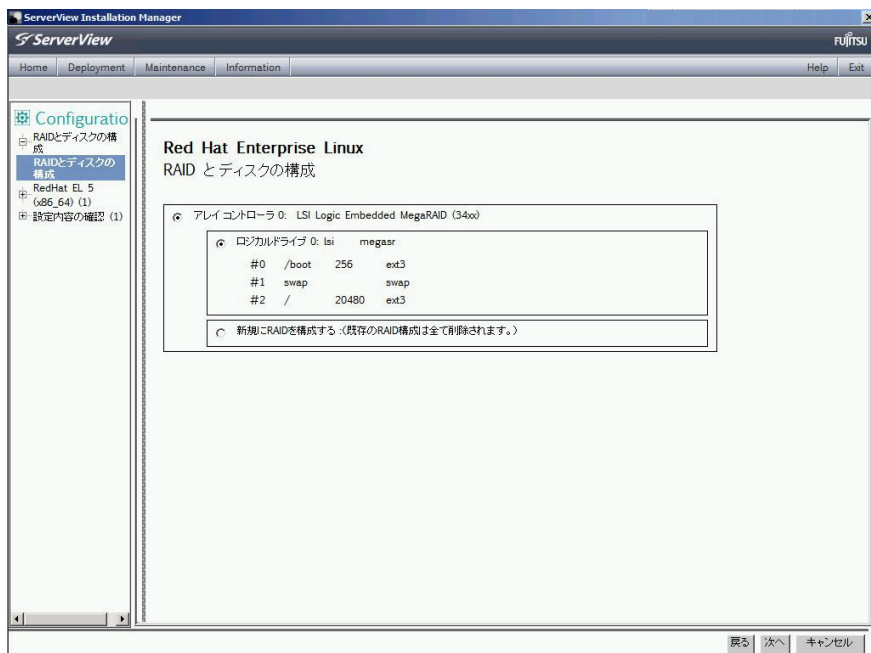 ServerView Installation Manager
ServerView
FUJITSU
Home Deployment Maintenance Information Help Exit
Configuratio
RAIDとディスクの構
成
RAIDとディスクの
構成
RedHat EL 5
(x86_64) (1)
設定内容の確認 (1)
Red Hat Enterprise Linux
RAID とディスクの構成
アレイ コントローラ 0: LSI Logic Embedded MegaRAID (34xx)
ロジカルドライブ 0: lsi megasr
#0 /boot 256 ext3
#1 swap swap
#2 / 20480 ext3
新規にRAIDを構成する :(既存のRAID構成は全て削除されます。)
戻る 次へ キャンセル